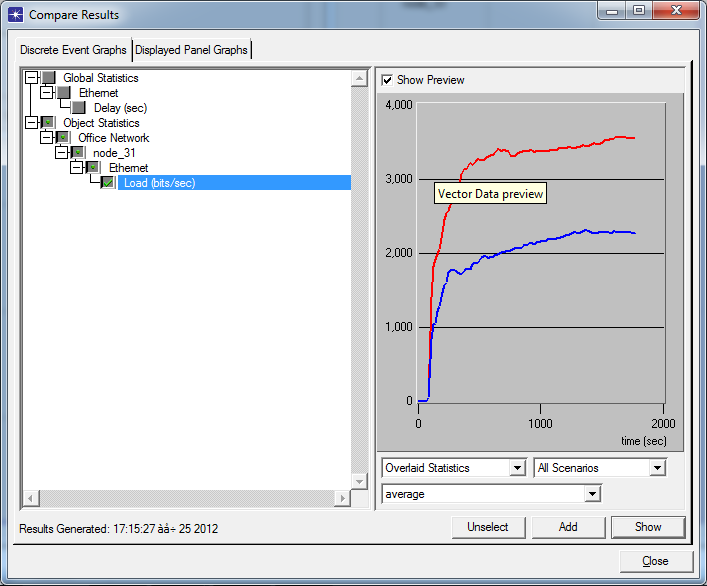 Compare Results
Discrete Event Graphs
Displayed Panel Graphs
Global Statistics
Ethernet
Delay (sec)
Object Statistics
Office Network
node_31
Ethernet
Load (bits/sec)
Show Preview
4,000
3,000
Vector Data preview
2,000
1,000
0
0 1000 2000
time (sec)
Overlaid Statistics
All Scenarios
average
Results Generated: 17:15:27 àåð÷ 25 2012
Unselect
Add
Show
Close